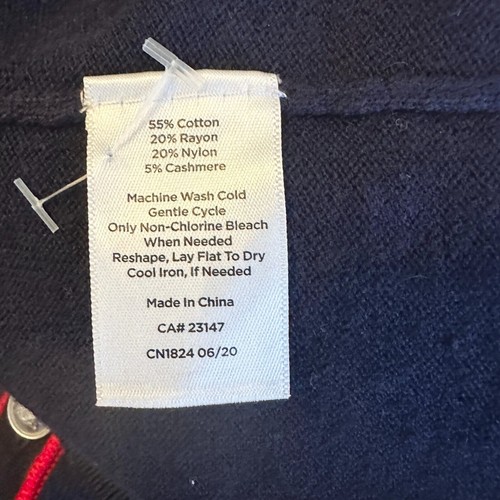 55% Cotton
20% Rayon
20% Nylon
5% Cashmere
Machine Wash Cold
Gentle Cycle
Only Non-Chlorine Bleach
When Needed
Reshape, Lay Flat To Dry
Cool Iron, If Needed
Made In China
CA# 23147
CN1824 06/20